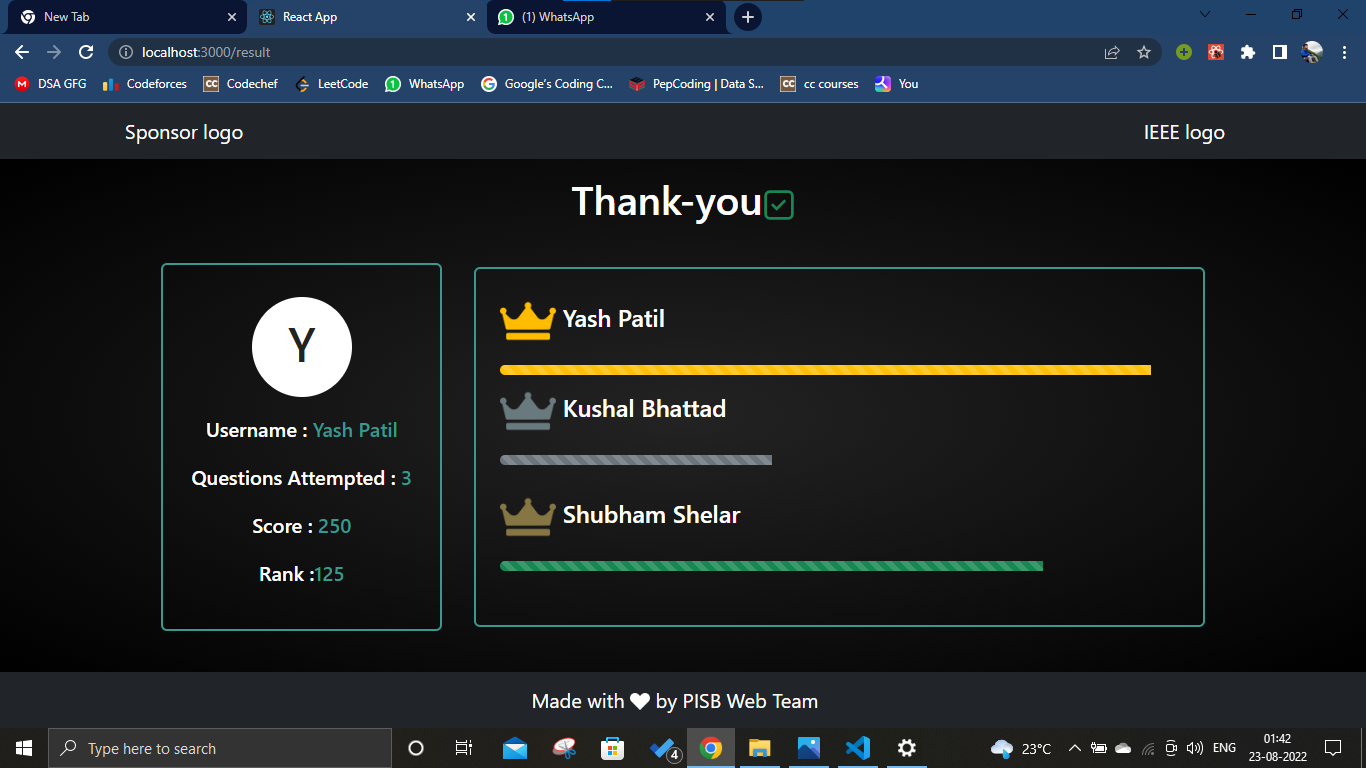 New Tab
React App
(1) WhatsApp
localhost:3000/result
DSA GFG
Codeforces
CC Codechef
LeetCode
WhatsApp
Google's Coding C...
PepCoding | Data S...
CC cc courses
You
Sponsor logo
IEEE logo
Thank-you
Y
Username : Yash Patil
Questions Attempted : 3
Score : 250
Rank :125
Yash Patil
Kushal Bhattad
Shubham Shelar
Made with by PISB Web Team
Type here to search
4
23°C
ENG
01:42
23-08-2022